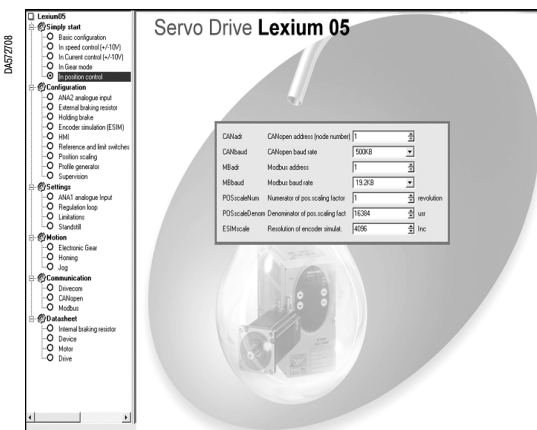 DA572708
Lexium05
Simply start
Basic configuration
In speed control (+/-10V)
In Current control (+/-10V)
In Gear mode
In position control
Configuration
ANA2 analogue input
External braking resistor
Holding brake
Encoder simulation (ESIM)
HMI
Reference and limit switches
Position scaling
Profile generator
Supervision
Settings
ANA1 analogue Input
Regulation loop
Limitations
Standstill
Motion
Electronic Gear
Homing
Jog
Communication
Drivecom
CANopen
Modbus
Datasheet
Internal braking resistor
Device
Motor
Drive
Servo Drive Lexium 05
CANadr CANopen address (node number) 1
CANbaud CANopen baud rate 500KB
MBadr Modbus address 1
MBbaud Modbus baud rate 19.2KB
POSscaleNum Numerator of pos.scaling factor 1 revolution
POSscaleDenom Denominator of pos.scaling fact 16384 usr
ESIMscale Resolution of encoder simulat. 4096 Inc